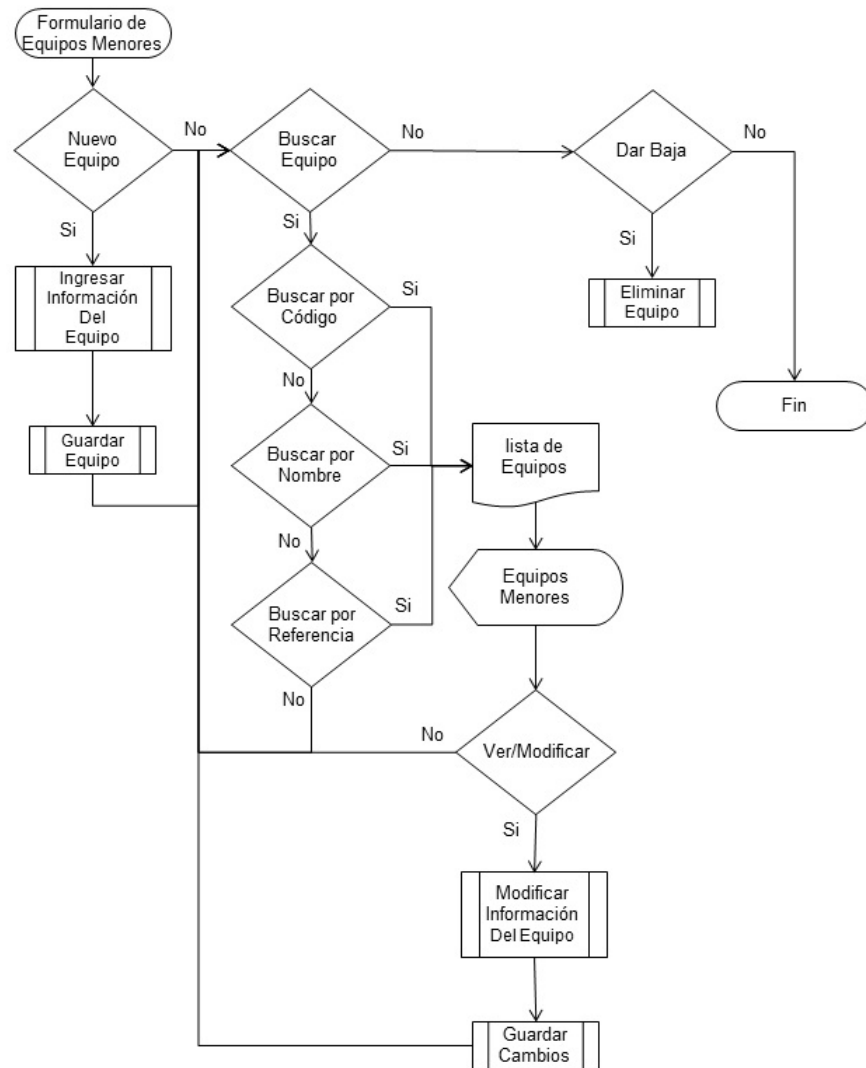 Formulario de
Equipos Menores
Nuevo
Equipo
No
Buscar
Equipo
No
Dar Baja
No
Si
Si
Si
Ingresar
Información
Del
Equipo
Buscar por
Código
Si
Eliminar
Equipo
No
Fin
Guardar
Equipo
Buscar por
Nombre
Si
lista de
Equipos
No
Buscar por
Referencia
Si
Equipos
Menores
No
No
Ver/Modificar
Si
Modificar
Información
Del Equipo
Guardar
Cambios